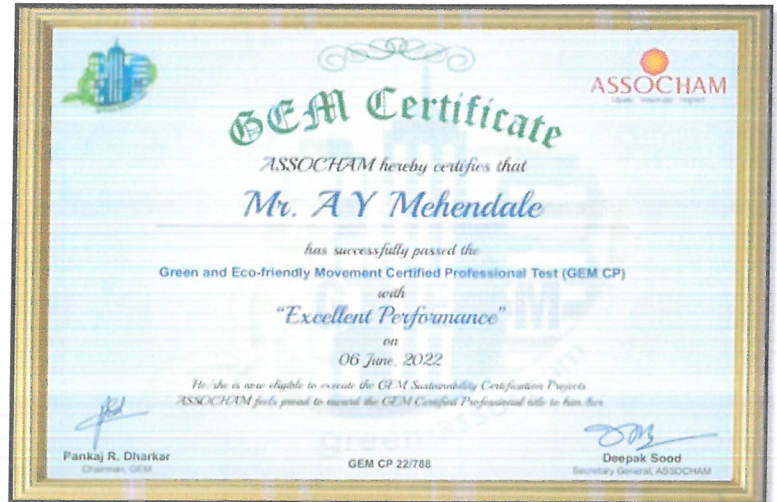 ASSOCHAM
GEM Certificate
ASSOCHAM hereby certifies that
Mr. A Y Mehendale
has successfully passed the
Green and Eco-friendly Movement Certified Professional Test (GEM CP)
with
"Excellent Performance"
on
06 June, 2022
He/she is now eligible to execute the GEM Sustainability Certification Projects.
ASSOCHAM feels proud to award the GEM Certified Professional title to him/her.
Pankaj R. Dharkar
Chairman, GEM
GEM CP 22/788
Deepak Sood
Secretary General, ASSOCHAM